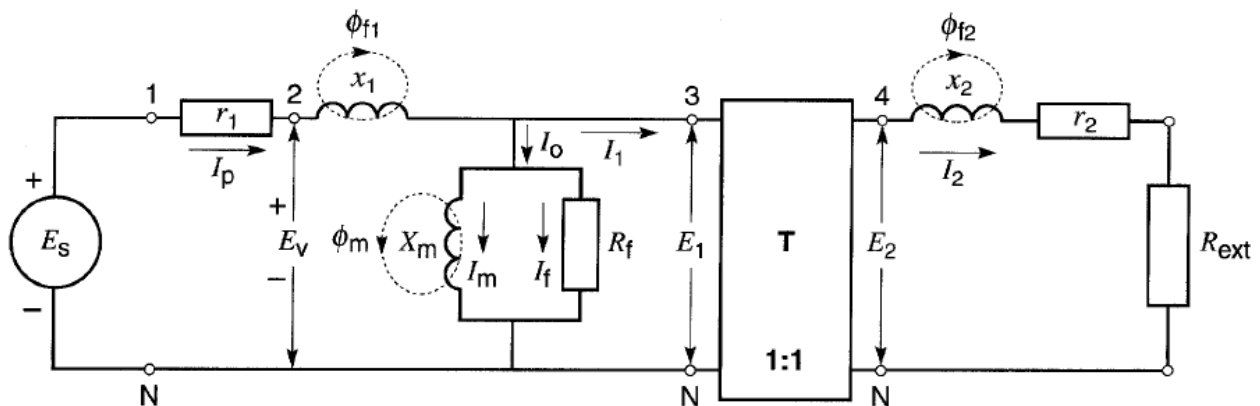 ϕf1
x1
ϕf2
x2
1
r1
2
3
4
r2
Ip
Io
I1
I2
+
Es
−
+
Ev
−
ϕm
Xm
Im
If
Rf
E1
T
E2
Rext
1:1
N
N
N